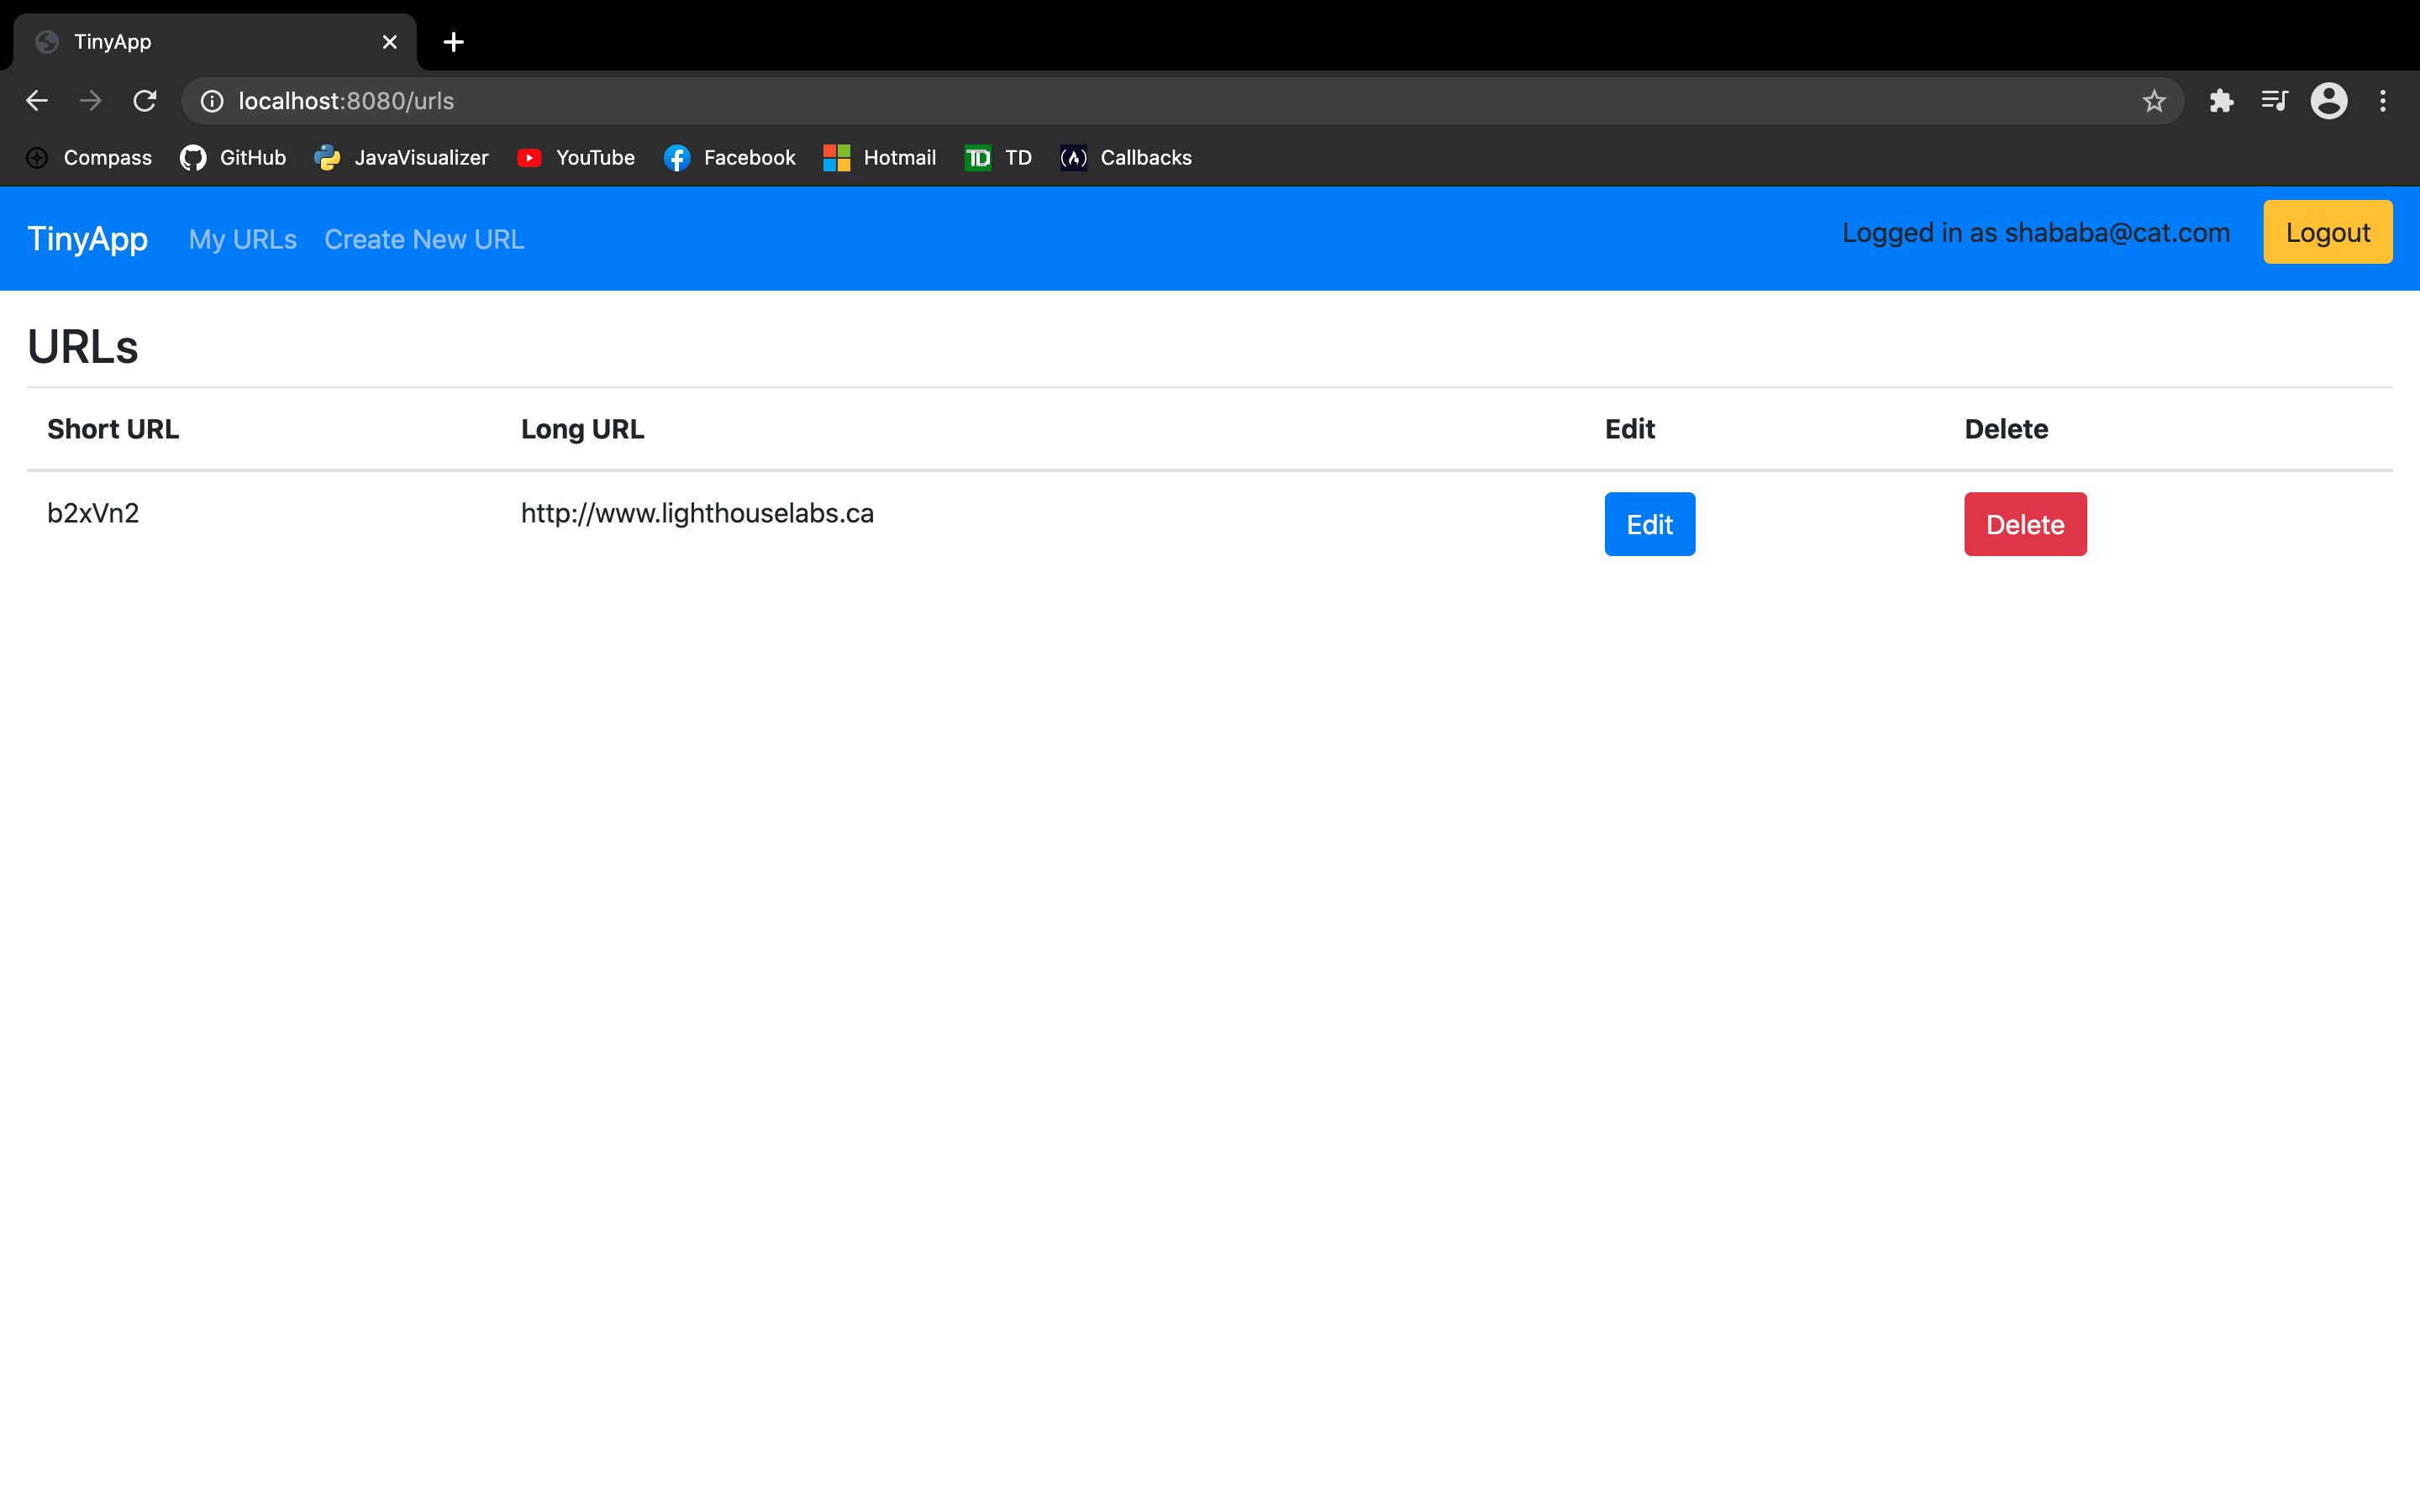 TinyApp
localhost:8080/urls
Compass GitHub JavaVisualizer YouTube Facebook Hotmail TD Callbacks
TinyApp My URLs Create New URL Logged in as shababa@cat.com Logout
URLs
Short URL Long URL Edit Delete
b2xVn2 http://www.lighthouselabs.ca Edit Delete